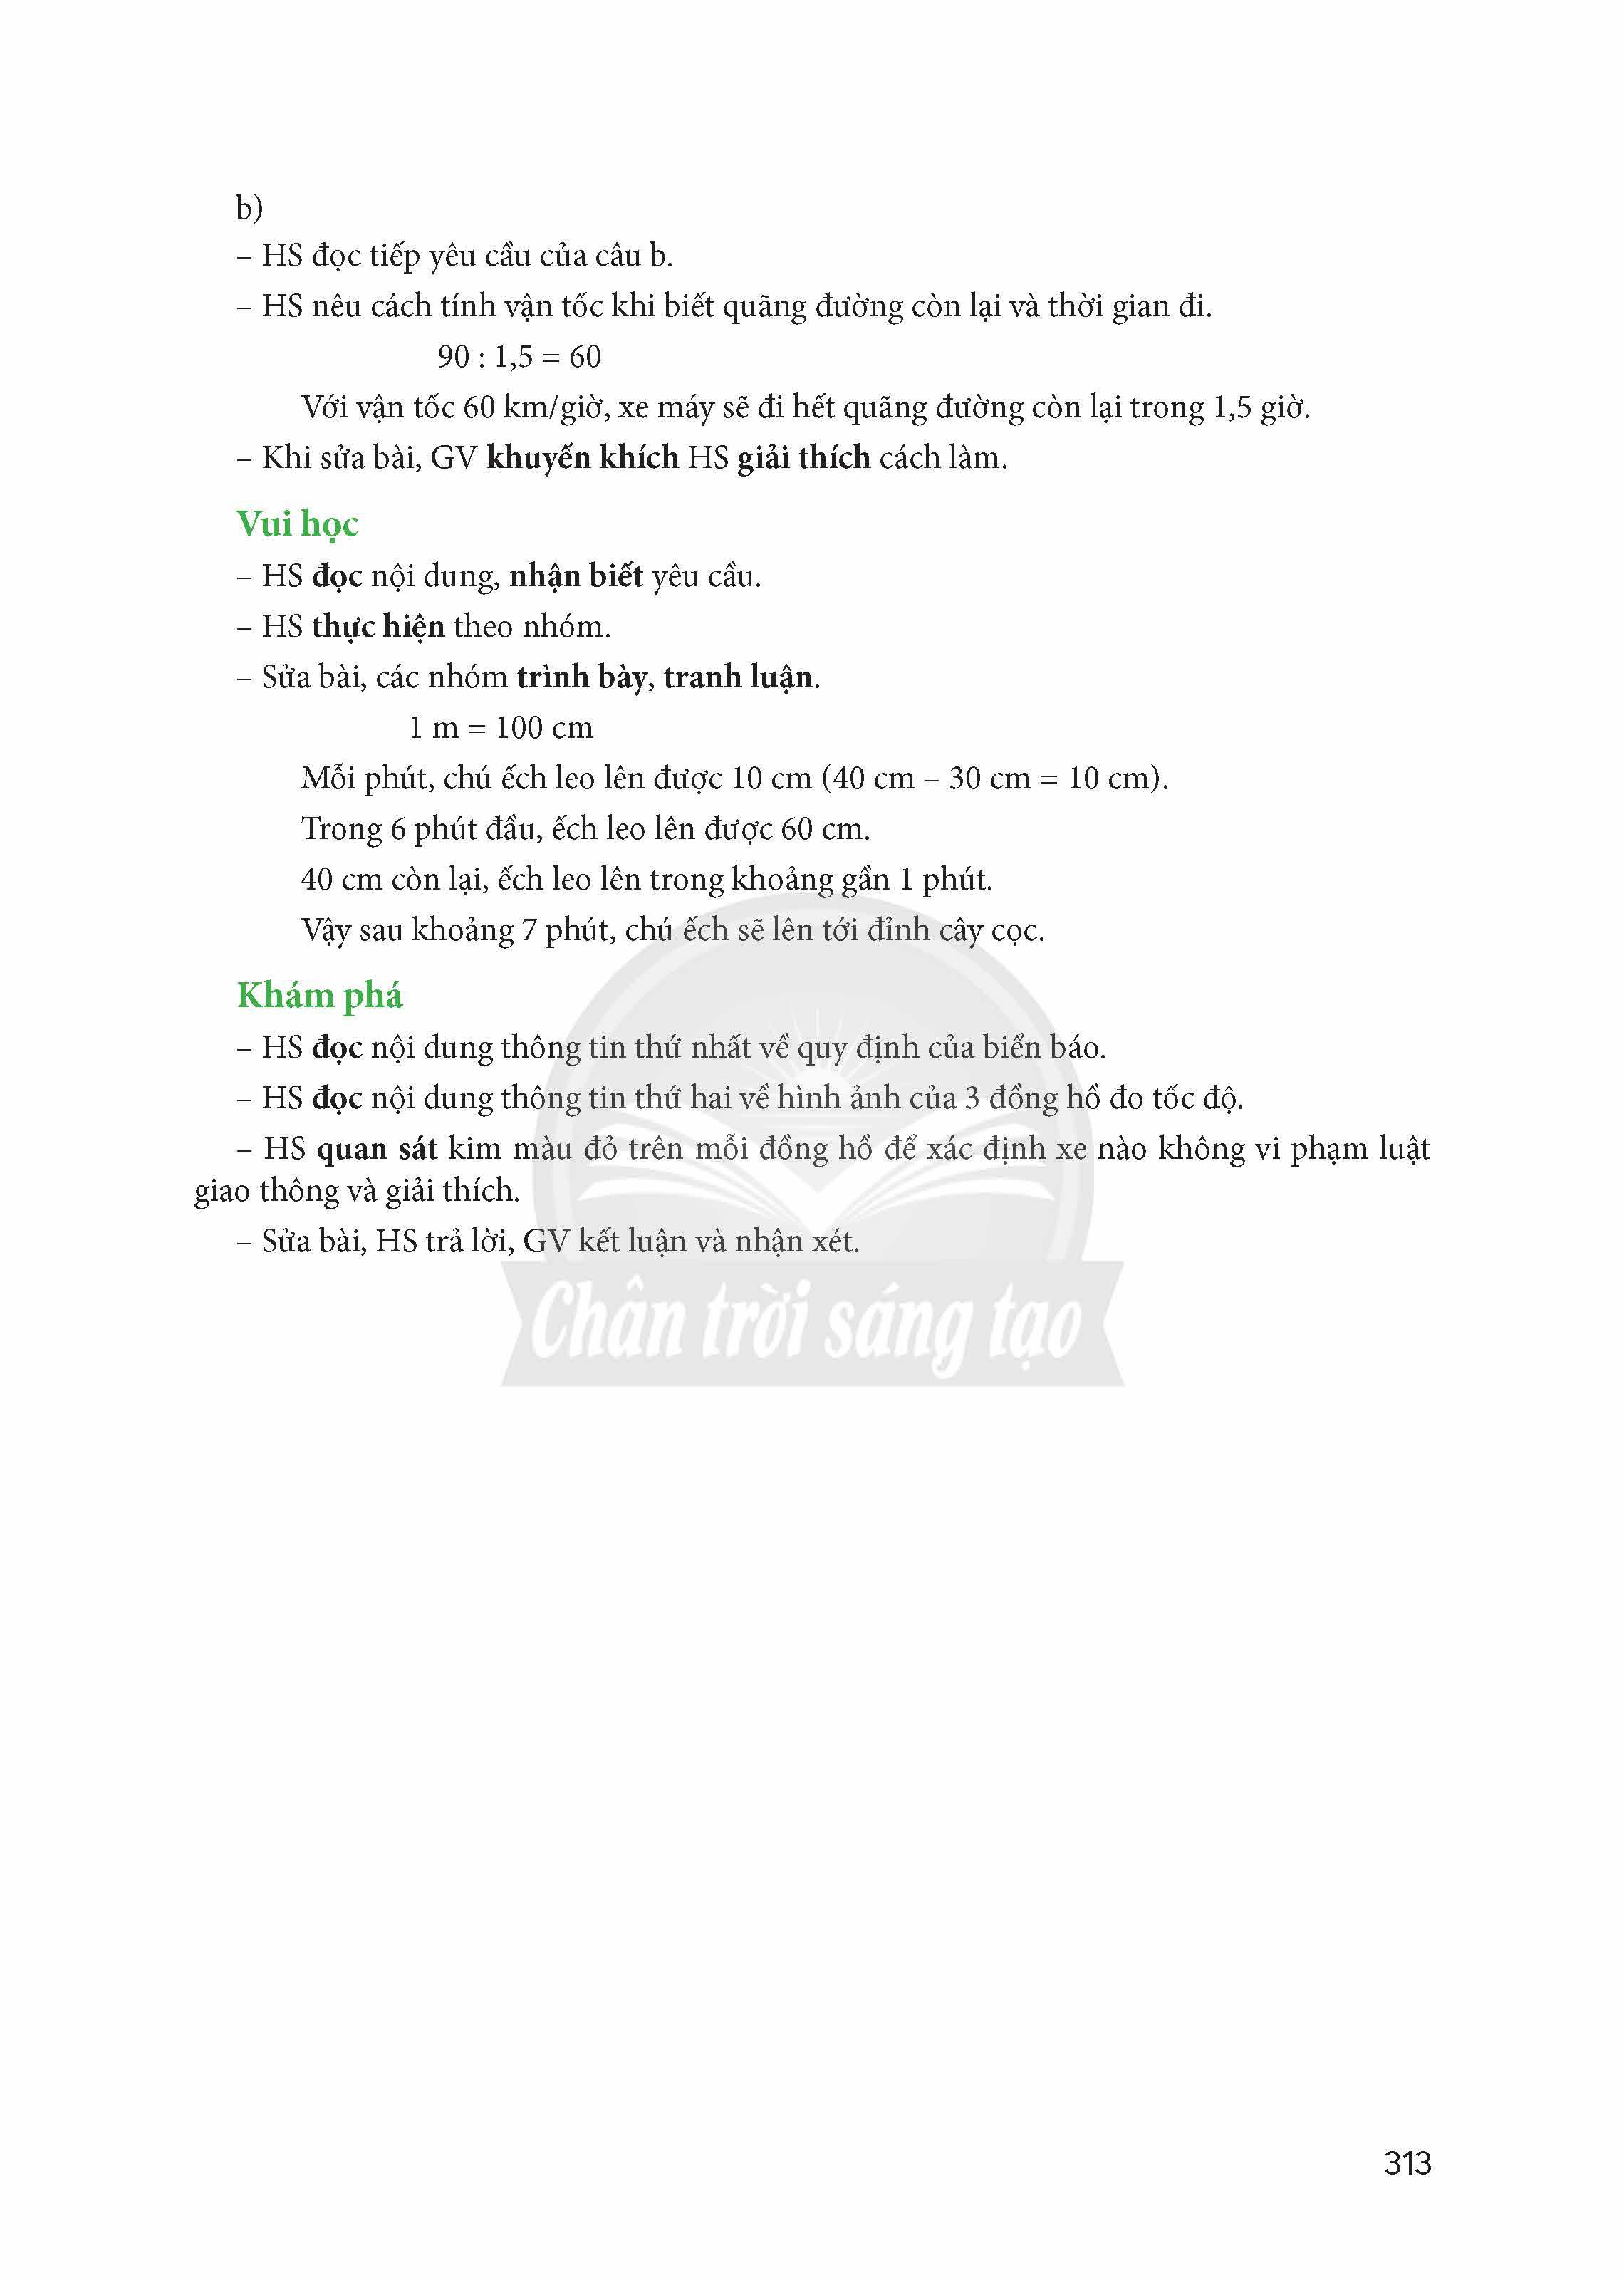 b)
– HS đọc tiếp yêu cầu của câu b.
– HS nêu cách tính vận tốc khi biết quãng đường còn lại và thời gian đi.
90 : 1,5 = 60
Với vận tốc 60 km/giờ, xe máy sẽ đi hết quãng đường còn lại trong 1,5 giờ.
– Khi sửa bài, GV khuyến khích HS giải thích cách làm.
Vui học
– HS đọc nội dung, nhận biết yêu cầu.
– HS thực hiện theo nhóm.
– Sửa bài, các nhóm trình bày, tranh luận.
1 m = 100 cm
Mỗi phút, chú ếch leo lên được 10 cm (40 cm – 30 cm = 10 cm).
Trong 6 phút đầu, ếch leo lên được 60 cm.
40 cm còn lại, ếch leo lên trong khoảng gần 1 phút.
Vậy sau khoảng 7 phút, chú ếch sẽ lên tới đỉnh cây cọc.
Khám phá
– HS đọc nội dung thông tin thứ nhất về quy định của biển báo.
– HS đọc nội dung thông tin thứ hai về hình ảnh của 3 đồng hồ đo tốc độ.
– HS quan sát kim màu đỏ trên mỗi đồng hồ để xác định xe nào không vi phạm luật
giao thông và giải thích.
– Sửa bài, HS trả lời, GV kết luận và nhận xét.
Chân trời sáng tạo
313